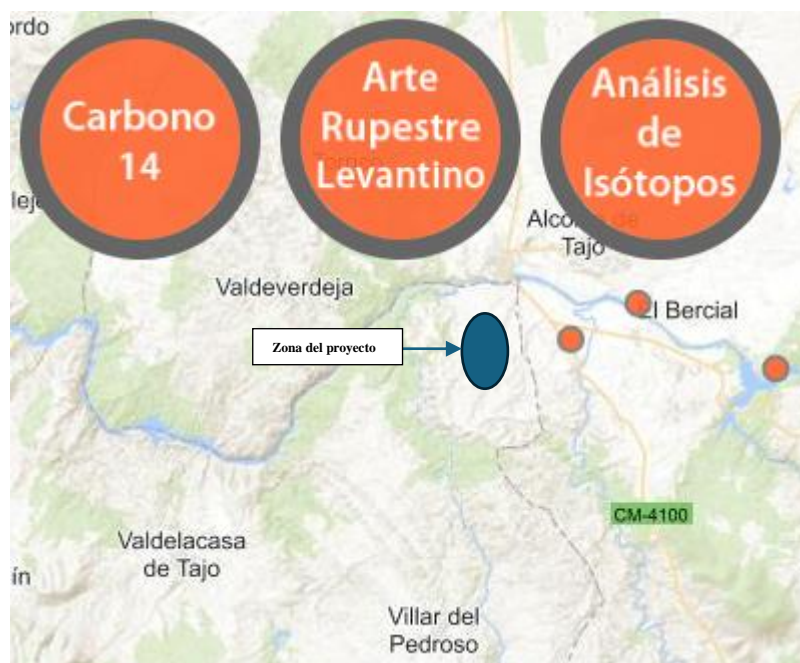 Carbono
14
Arte
Rupestre
Levantino
Análisis
de
Isótopos
Tajo
Valdeverdeja
El Bercial
Zona del proyecto
CM-4100
Valdelacasa
de Tajo
Villar del
Pedroso